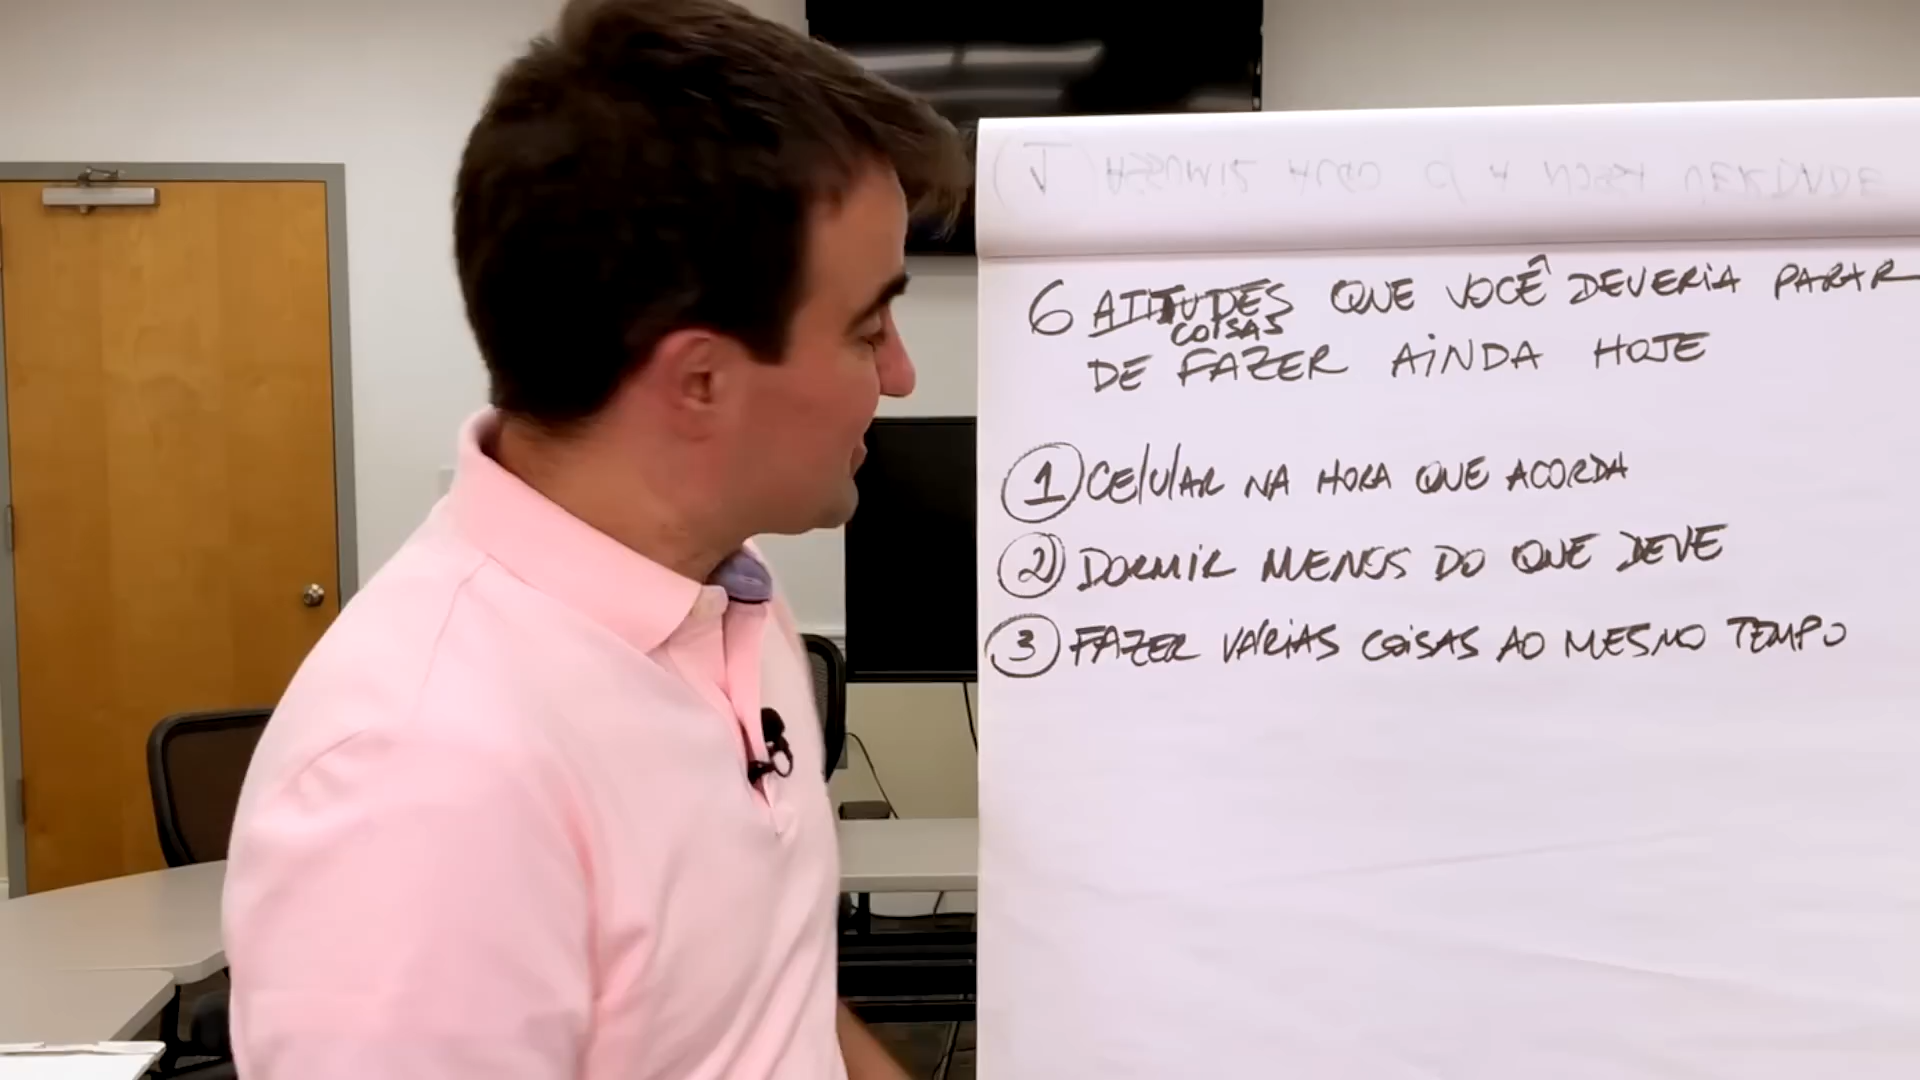 6 ATITUDES QUE VOCÊ DEVERIA PARAR
COISAS
DE FAZER AINDA HOJE
1 CELULAR NA HORA QUE ACORDA
2 DORMIR MENOS DO QUE DEVE
3 FAZER VÁRIAS COISAS AO MESMO TEMPO